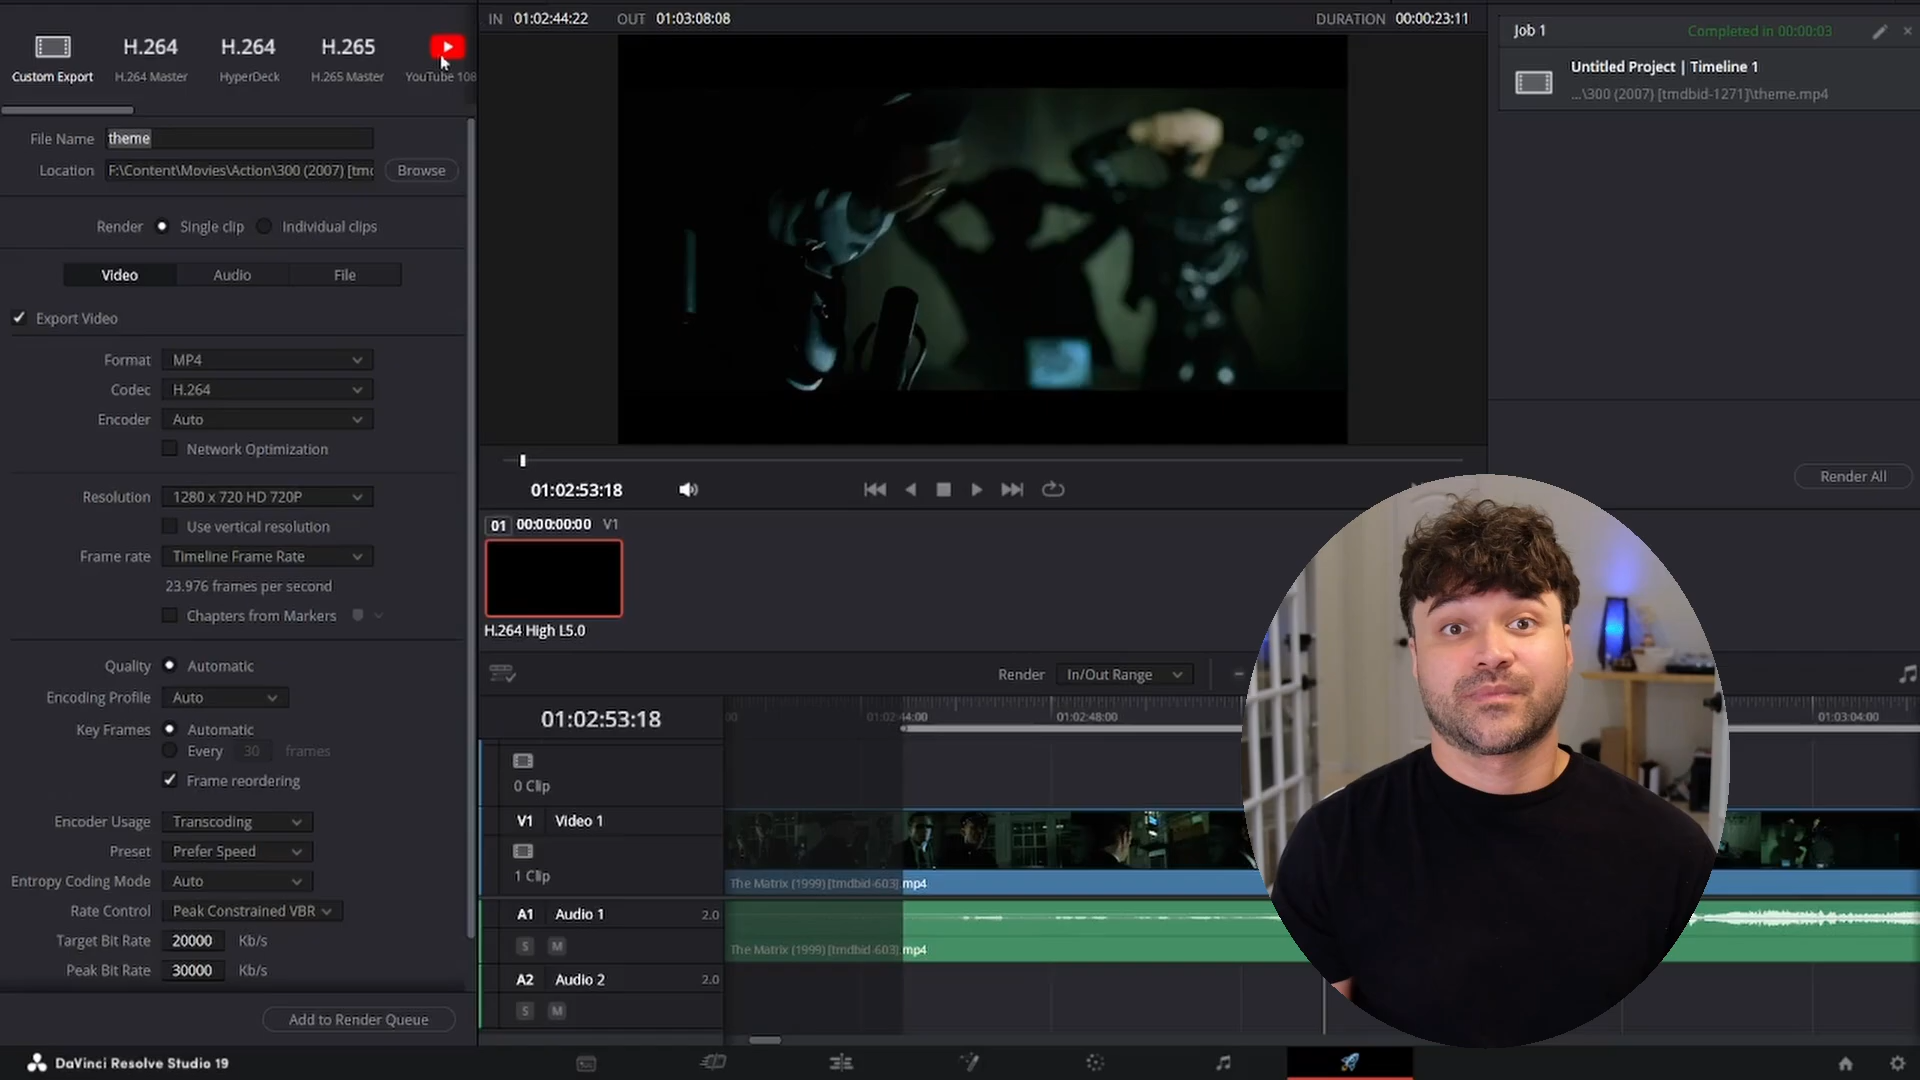 IN 01:02:44:22 OUT 01:03:08:08
DURATION 00:00:23:11
H.264 H.264 H.265
Custom Export H.264 Master HyperDeck H.265 Master YouTube 108
File Name theme
Location F:\Content\Movies\Action\300 (2007) [tmd Browse
Render Single clip Individual clips
Video Audio File
Export Video
Format MP4
Codec H.264
Encoder Auto
Network Optimization
Resolution 1280 x 720 HD 720P
Use vertical resolution
Frame rate Timeline Frame Rate
23.976 frames per second
Chapters from Markers
Quality Automatic
Encoding Profile Auto
Key Frames Automatic
Every 30 frames
Frame reordering
Encoder Usage Transcoding
Preset Prefer Speed
Entropy Coding Mode Auto
Rate Control Peak Constrained VBR
Target Bit Rate 20000 Kb/s
Peak Bit Rate 30000 Kb/s
Add to Render Queue
01:02:53:18
01 00:00:00:00 V1
H.264 High L5.0
Render In/Out Range
01:02:53:18
00 01:02:44:00 01:02:48:00 01:03:04:00
0 Clip
V1 Video 1
1 Clip
The Matrix (1999) [tmdbid-603].mp4
A1 Audio 1 2.0
S M
The Matrix (1999) [tmdbid-603].mp4
A2 Audio 2 2.0
S M
Job 1 Completed in 00:00:03
Untitled Project | Timeline 1
...\300 (2007) [tmdbid-1271]\theme.mp4
Render All
DaVinci Resolve Studio 19